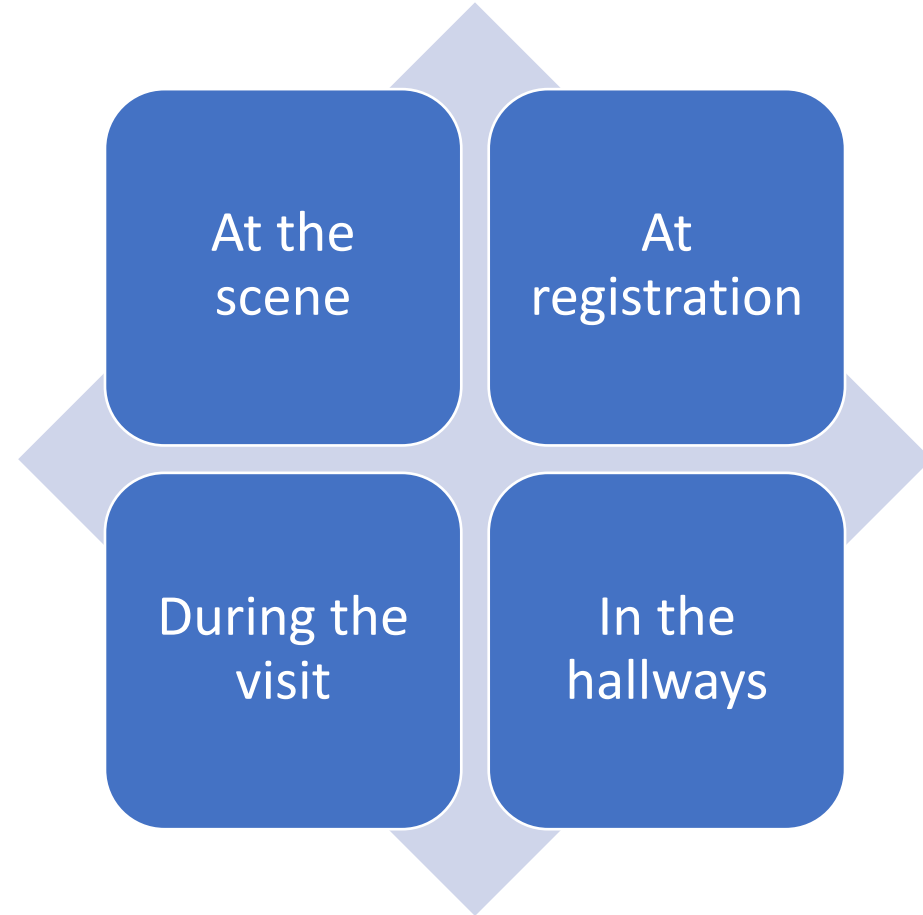 At the
scene
At
registration
During the
visit
In the
hallways